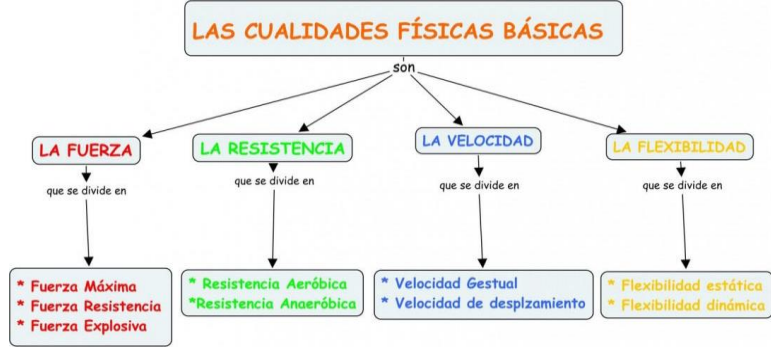 LAS CUALIDADES FÍSICAS BÁSICAS
son
LA FUERZA
LA RESISTENCIA
LA VELOCIDAD
LA FLEXIBILIDAD
que se divide en
que se divide en
que se divide en
que se divide en
* Fuerza Máxima
* Fuerza Resistencia
* Fuerza Explosiva
* Resistencia Aeróbica
*Resistencia Anaeróbica
* Velocidad Gestual
* Velocidad de desplzamiento
* Flexibilidad estática
* Flexibilidad dinámica